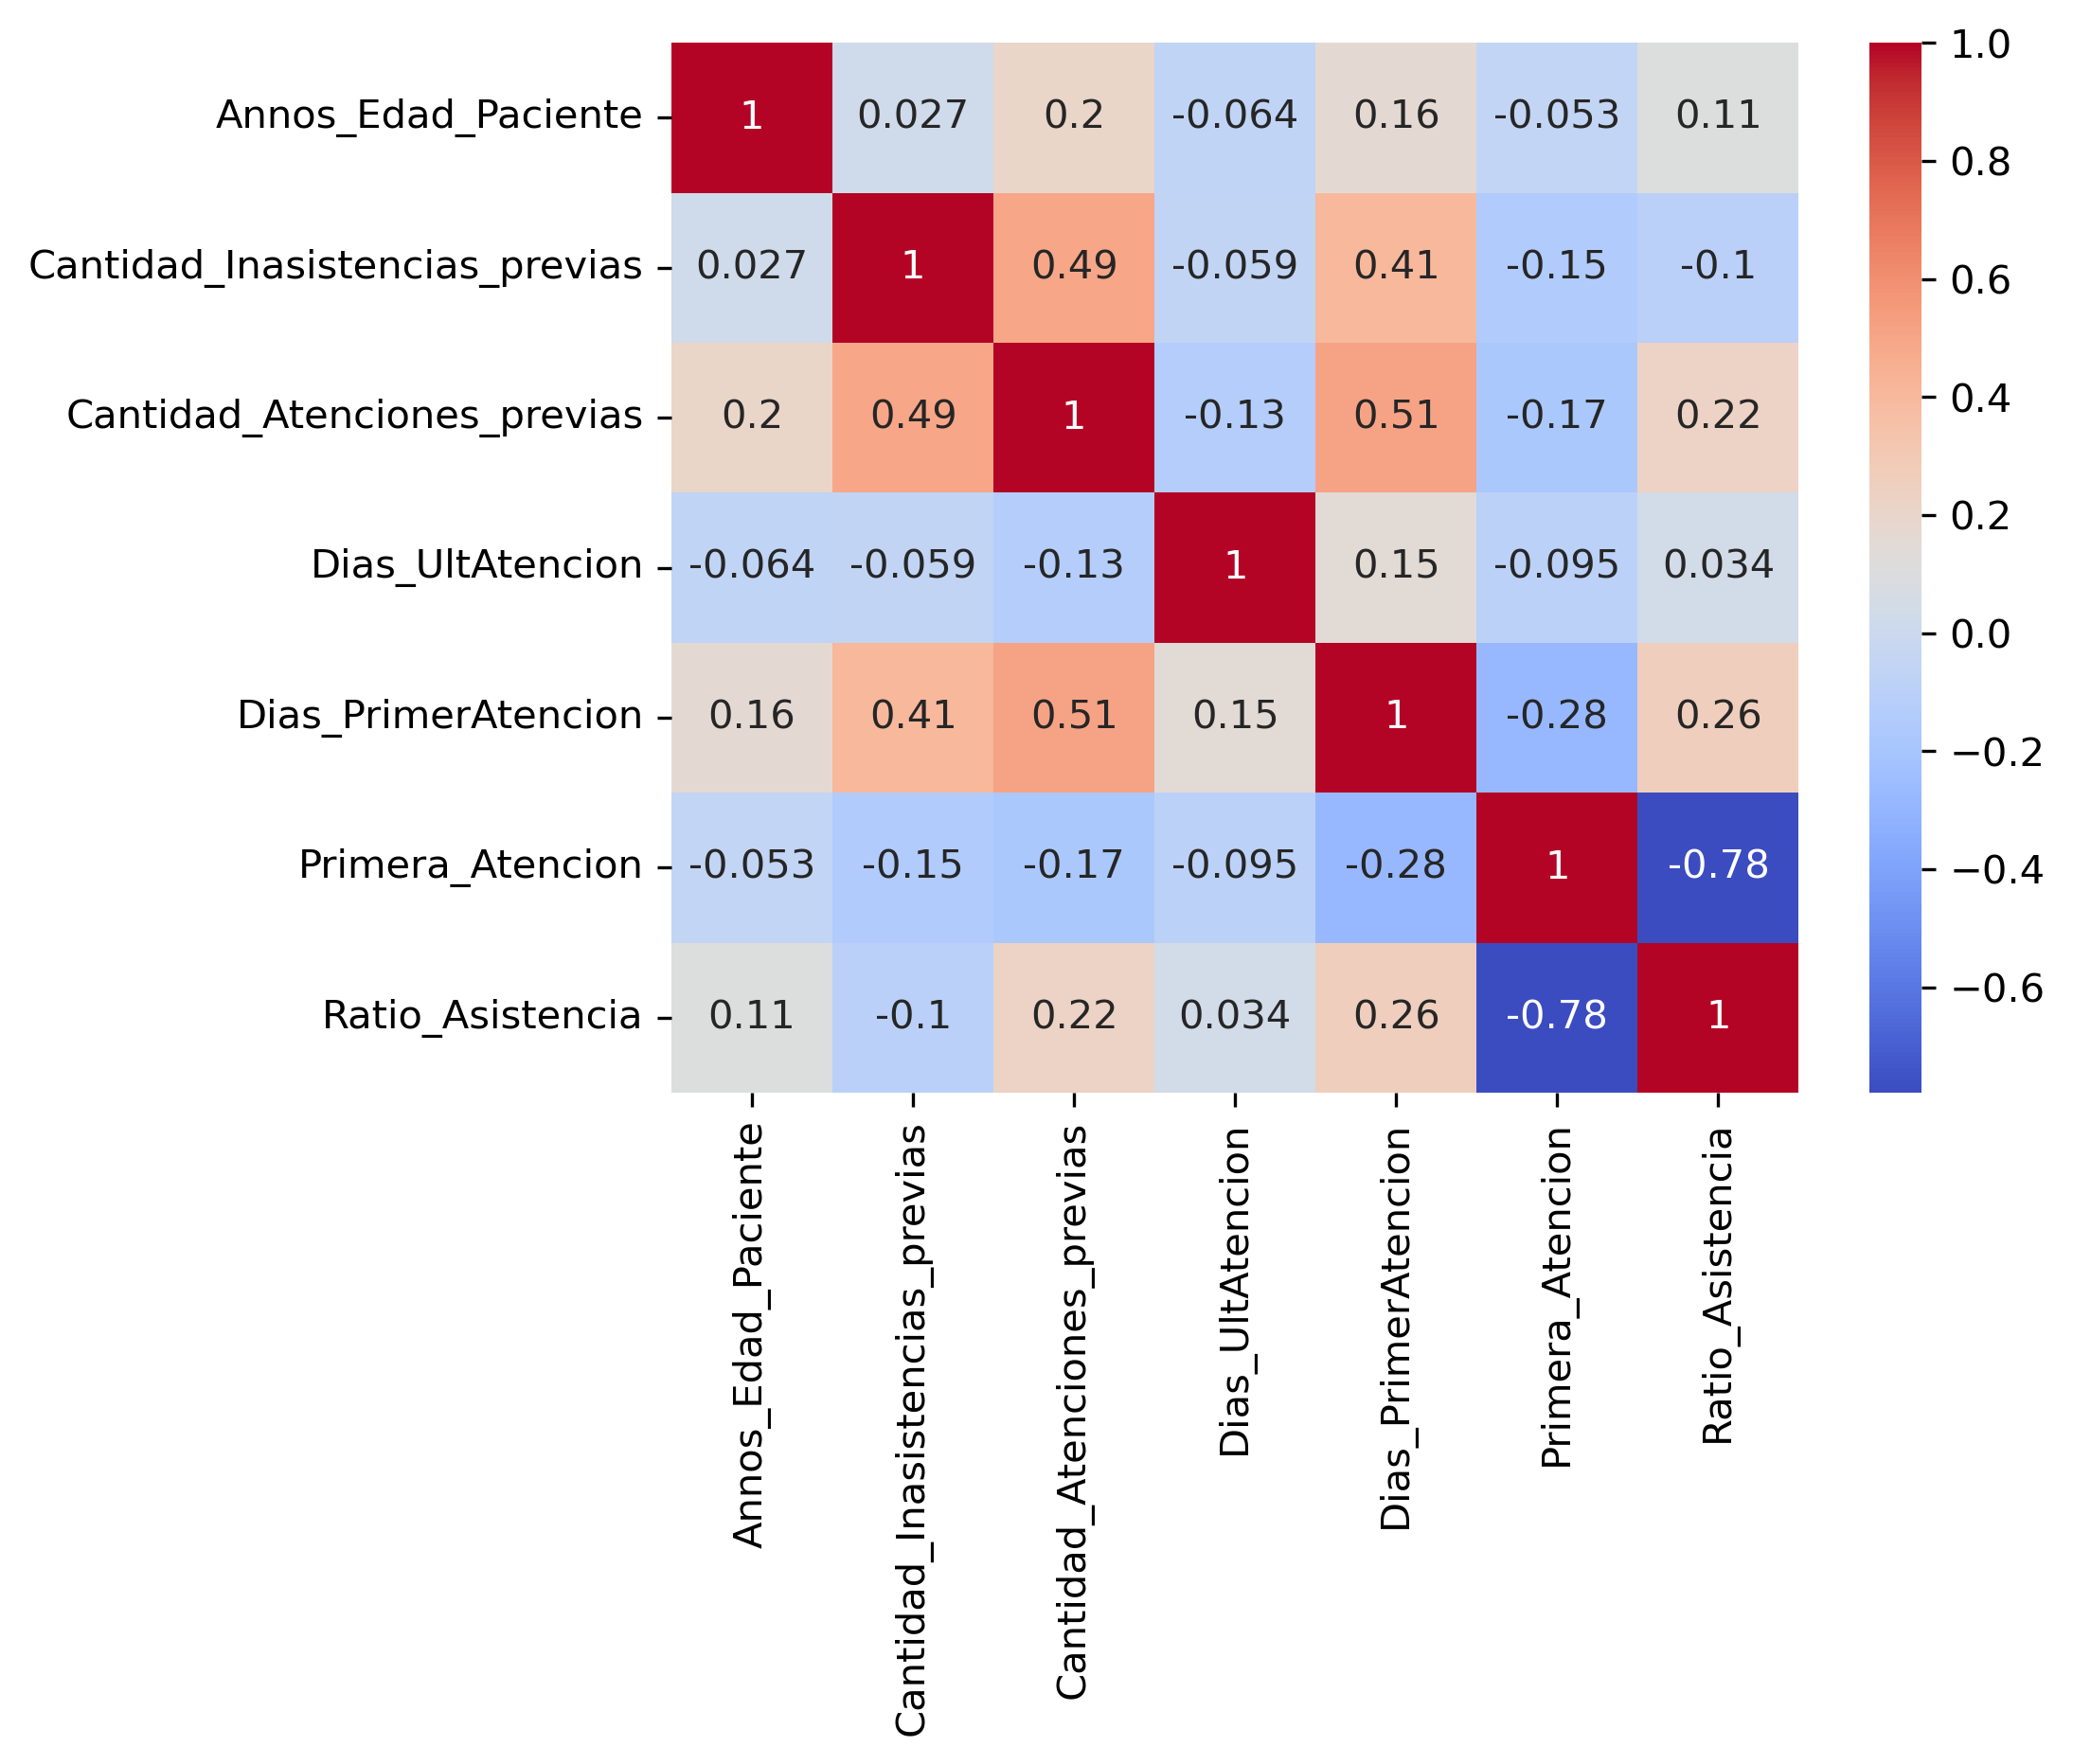 Annos_Edad_Paciente 1 0.027 0.2 -0.064 0.16 -0.053 0.11
Cantidad_Inasistencias_previas 0.027 1 0.49 -0.059 0.41 -0.15 -0.1
Cantidad_Atenciones_previas 0.2 0.49 1 -0.13 0.51 -0.17 0.22
Dias_UltAtencion -0.064 -0.059 -0.13 1 0.15 -0.095 0.034
Dias_PrimerAtencion 0.16 0.41 0.51 0.15 1 -0.28 0.26
Primera_Atencion -0.053 -0.15 -0.17 -0.095 -0.28 1 -0.78
Ratio_Asistencia 0.11 -0.1 0.22 0.034 0.26 -0.78 1
Annos_Edad_Paciente
Cantidad_Inasistencias_previas
Cantidad_Atenciones_previas
Dias_UltAtencion
Dias_PrimerAtencion
Primera_Atencion
Ratio_Asistencia
1.0
0.8
0.6
0.4
0.2
0.0
−0.2
−0.4
−0.6